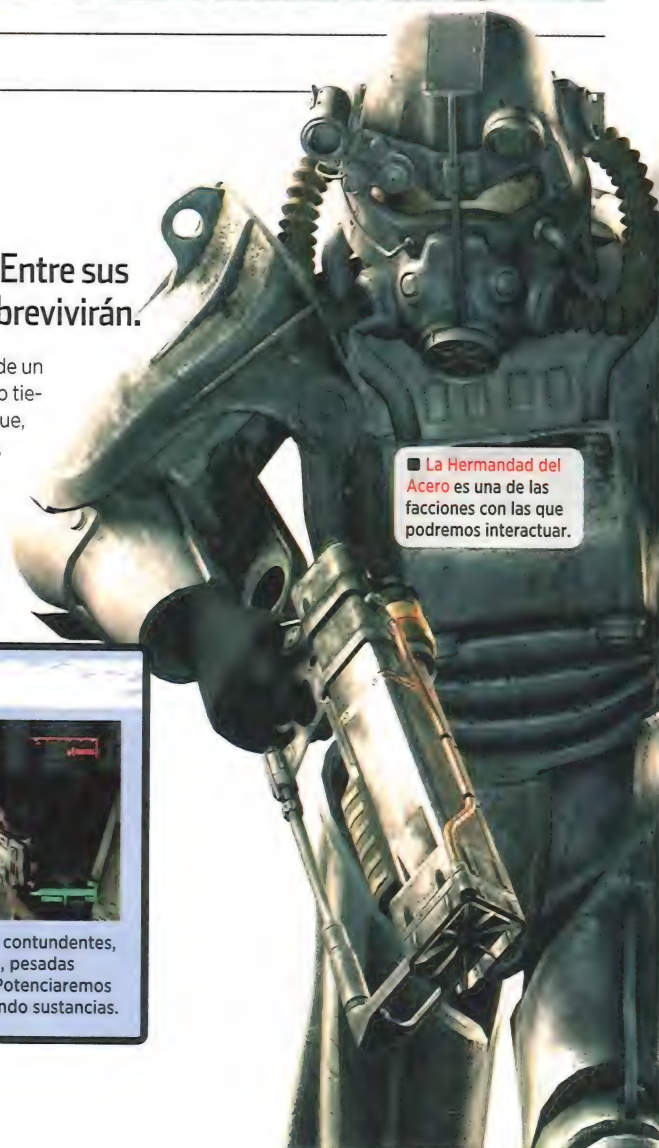 Entre sus
brevivirán.
de un
o tie-
ue,
■ La Hermandad del
Acero es una de las
facciones con las que
podremos interactuar.
contundentes,
, pesadas
Potenciaremos
ndo sustancias.